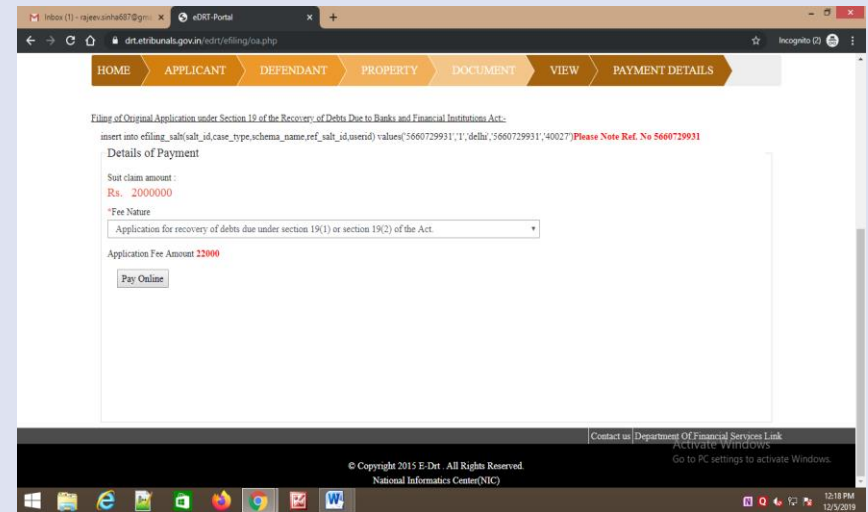 Inbox (1) - rajeev.sinha687@gm
eDRT-Portal
drt.etribunals.gov.in/edrt/efiling/oa.php
Incognito (2)
HOME APPLICANT DEFENDANT PROPERTY DOCUMENT VIEW PAYMENT DETAILS
Filing of Original Application under Section 19 of the Recovery of Debts Due to Banks and Financial Institutions Act:-
insert into efiling_salt(salt_id,case_type,schema_name,ref_salt_id,userid) values('5660729931','1','delhi','5660729931','40027')Please Note Ref. No 5660729931
Details of Payment
Suit claim amount :
Rs. 2000000
*Fee Nature
Application for recovery of debts due under section 19(1) or section 19(2) of the Act.
Application Fee Amount 22000
Pay Online
Contact us Department Of Financial Services Link
Activate Windows
Go to PC settings to activate Windows.
© Copyright 2015 E-Drt . All Rights Reserved.
National Informatics Center(NIC)
12:18 PM
12/5/2019